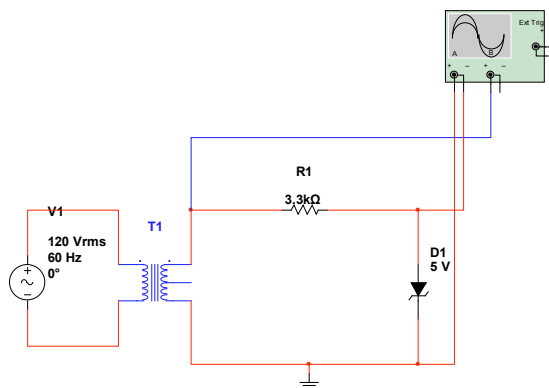 Ext Trig
+
A
B
+ – + –
R1
3.3kΩ
V1
120 Vrms
60 Hz
0°
T1
D1
5 V